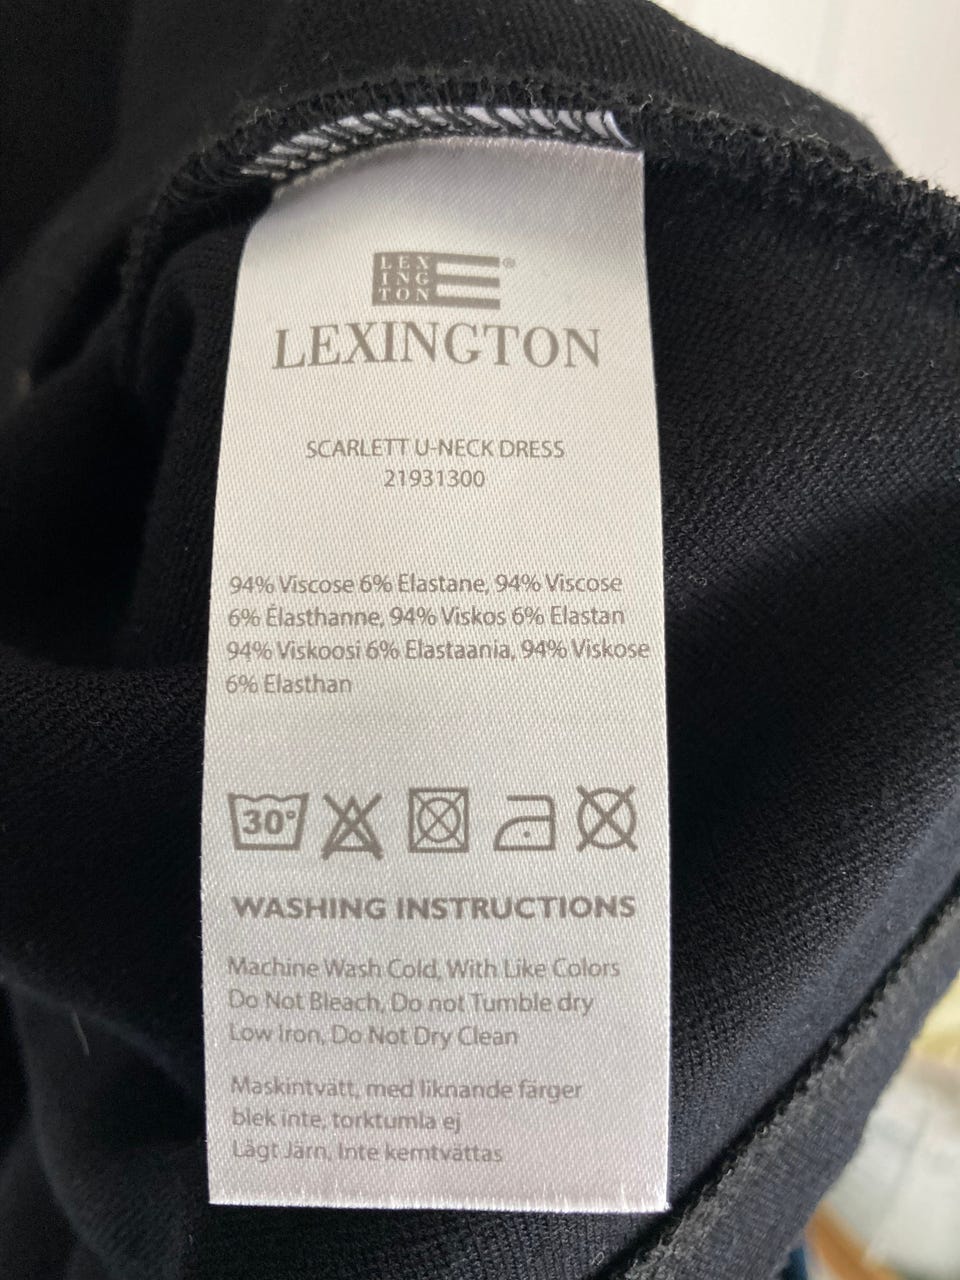 LEX
ING
TON
®
LEXINGTON
SCARLETT U-NECK DRESS
21931300
94% Viscose 6% Elastane, 94% Viscose
6% Élasthanne, 94% Viskos 6% Elastan
94% Viskoosi 6% Elastaania, 94% Viskose
6% Elasthan
30°
WASHING INSTRUCTIONS
Machine Wash Cold, With Like Colors
Do Not Bleach, Do not Tumble dry
Low Iron, Do Not Dry Clean
Maskintvätt, med liknande färger
blek inte, torktumla ej
Lågt Järn, Inte kemtvättas